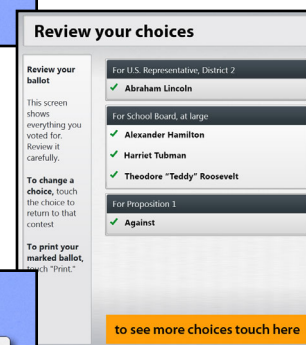 Review your choices
Review your
ballot
This screen
shows
everything you
voted for.
Review it
carefully.
To change a
choice, touch
the choice to
return to that
contest
To print your
marked ballot,
touch "Print."
For U.S. Representative, District 2
Abraham Lincoln
For School Board, at large
Alexander Hamilton
Harriet Tubman
Theodore “Teddy” Roosevelt
For Proposition 1
Against
to see more choices touch here